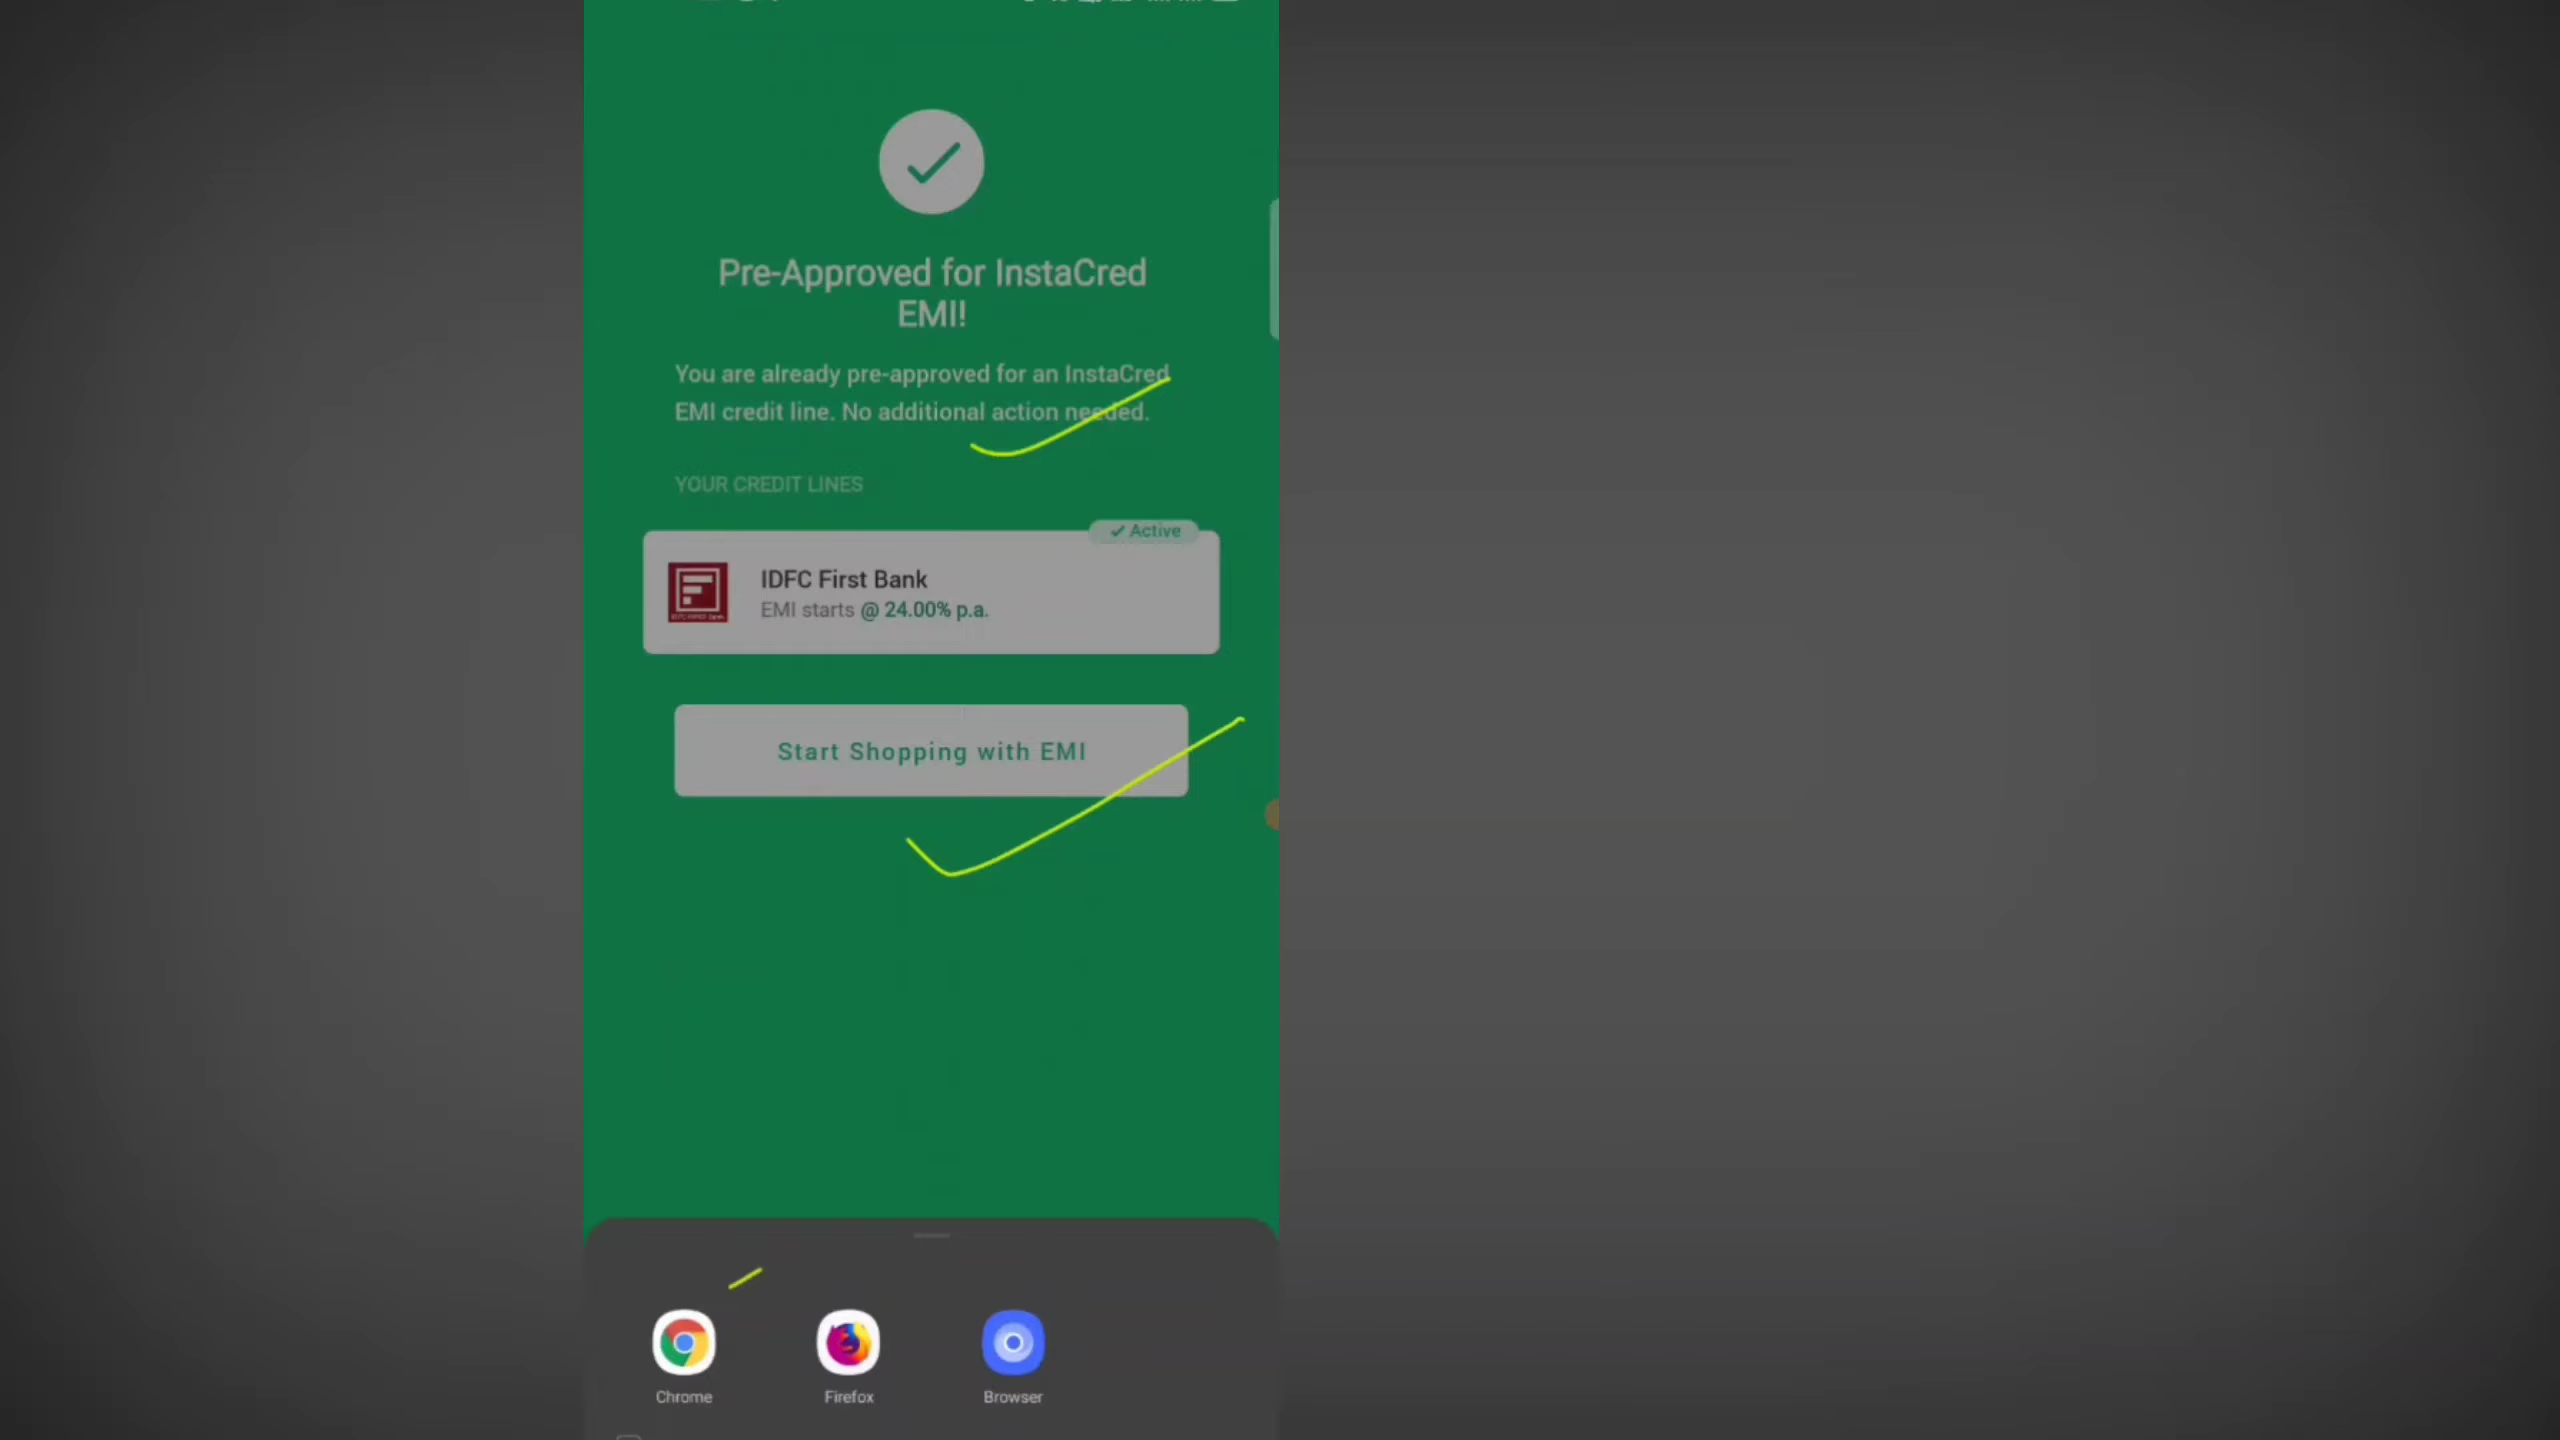 Pre-Approved for InstaCred
EMI!
You are already pre-approved for an InstaCred
EMI credit line. No additional action needed.
YOUR CREDIT LINES
Active
IDFC First Bank
EMI starts @ 24.00% p.a.
Start Shopping with EMI
Chrome
Firefox
Browser